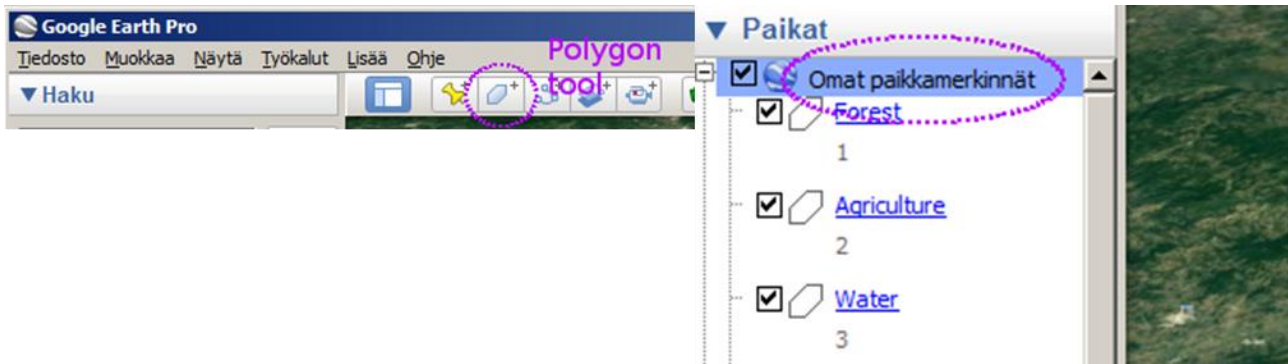 Google Earth Pro
Tiedosto Muokkaa Näytä Työkalut Lisää Ohje
Polygon
tool
Haku
Paikat
Omat paikkamerkinnät
Forest
1
Agriculture
2
Water
3